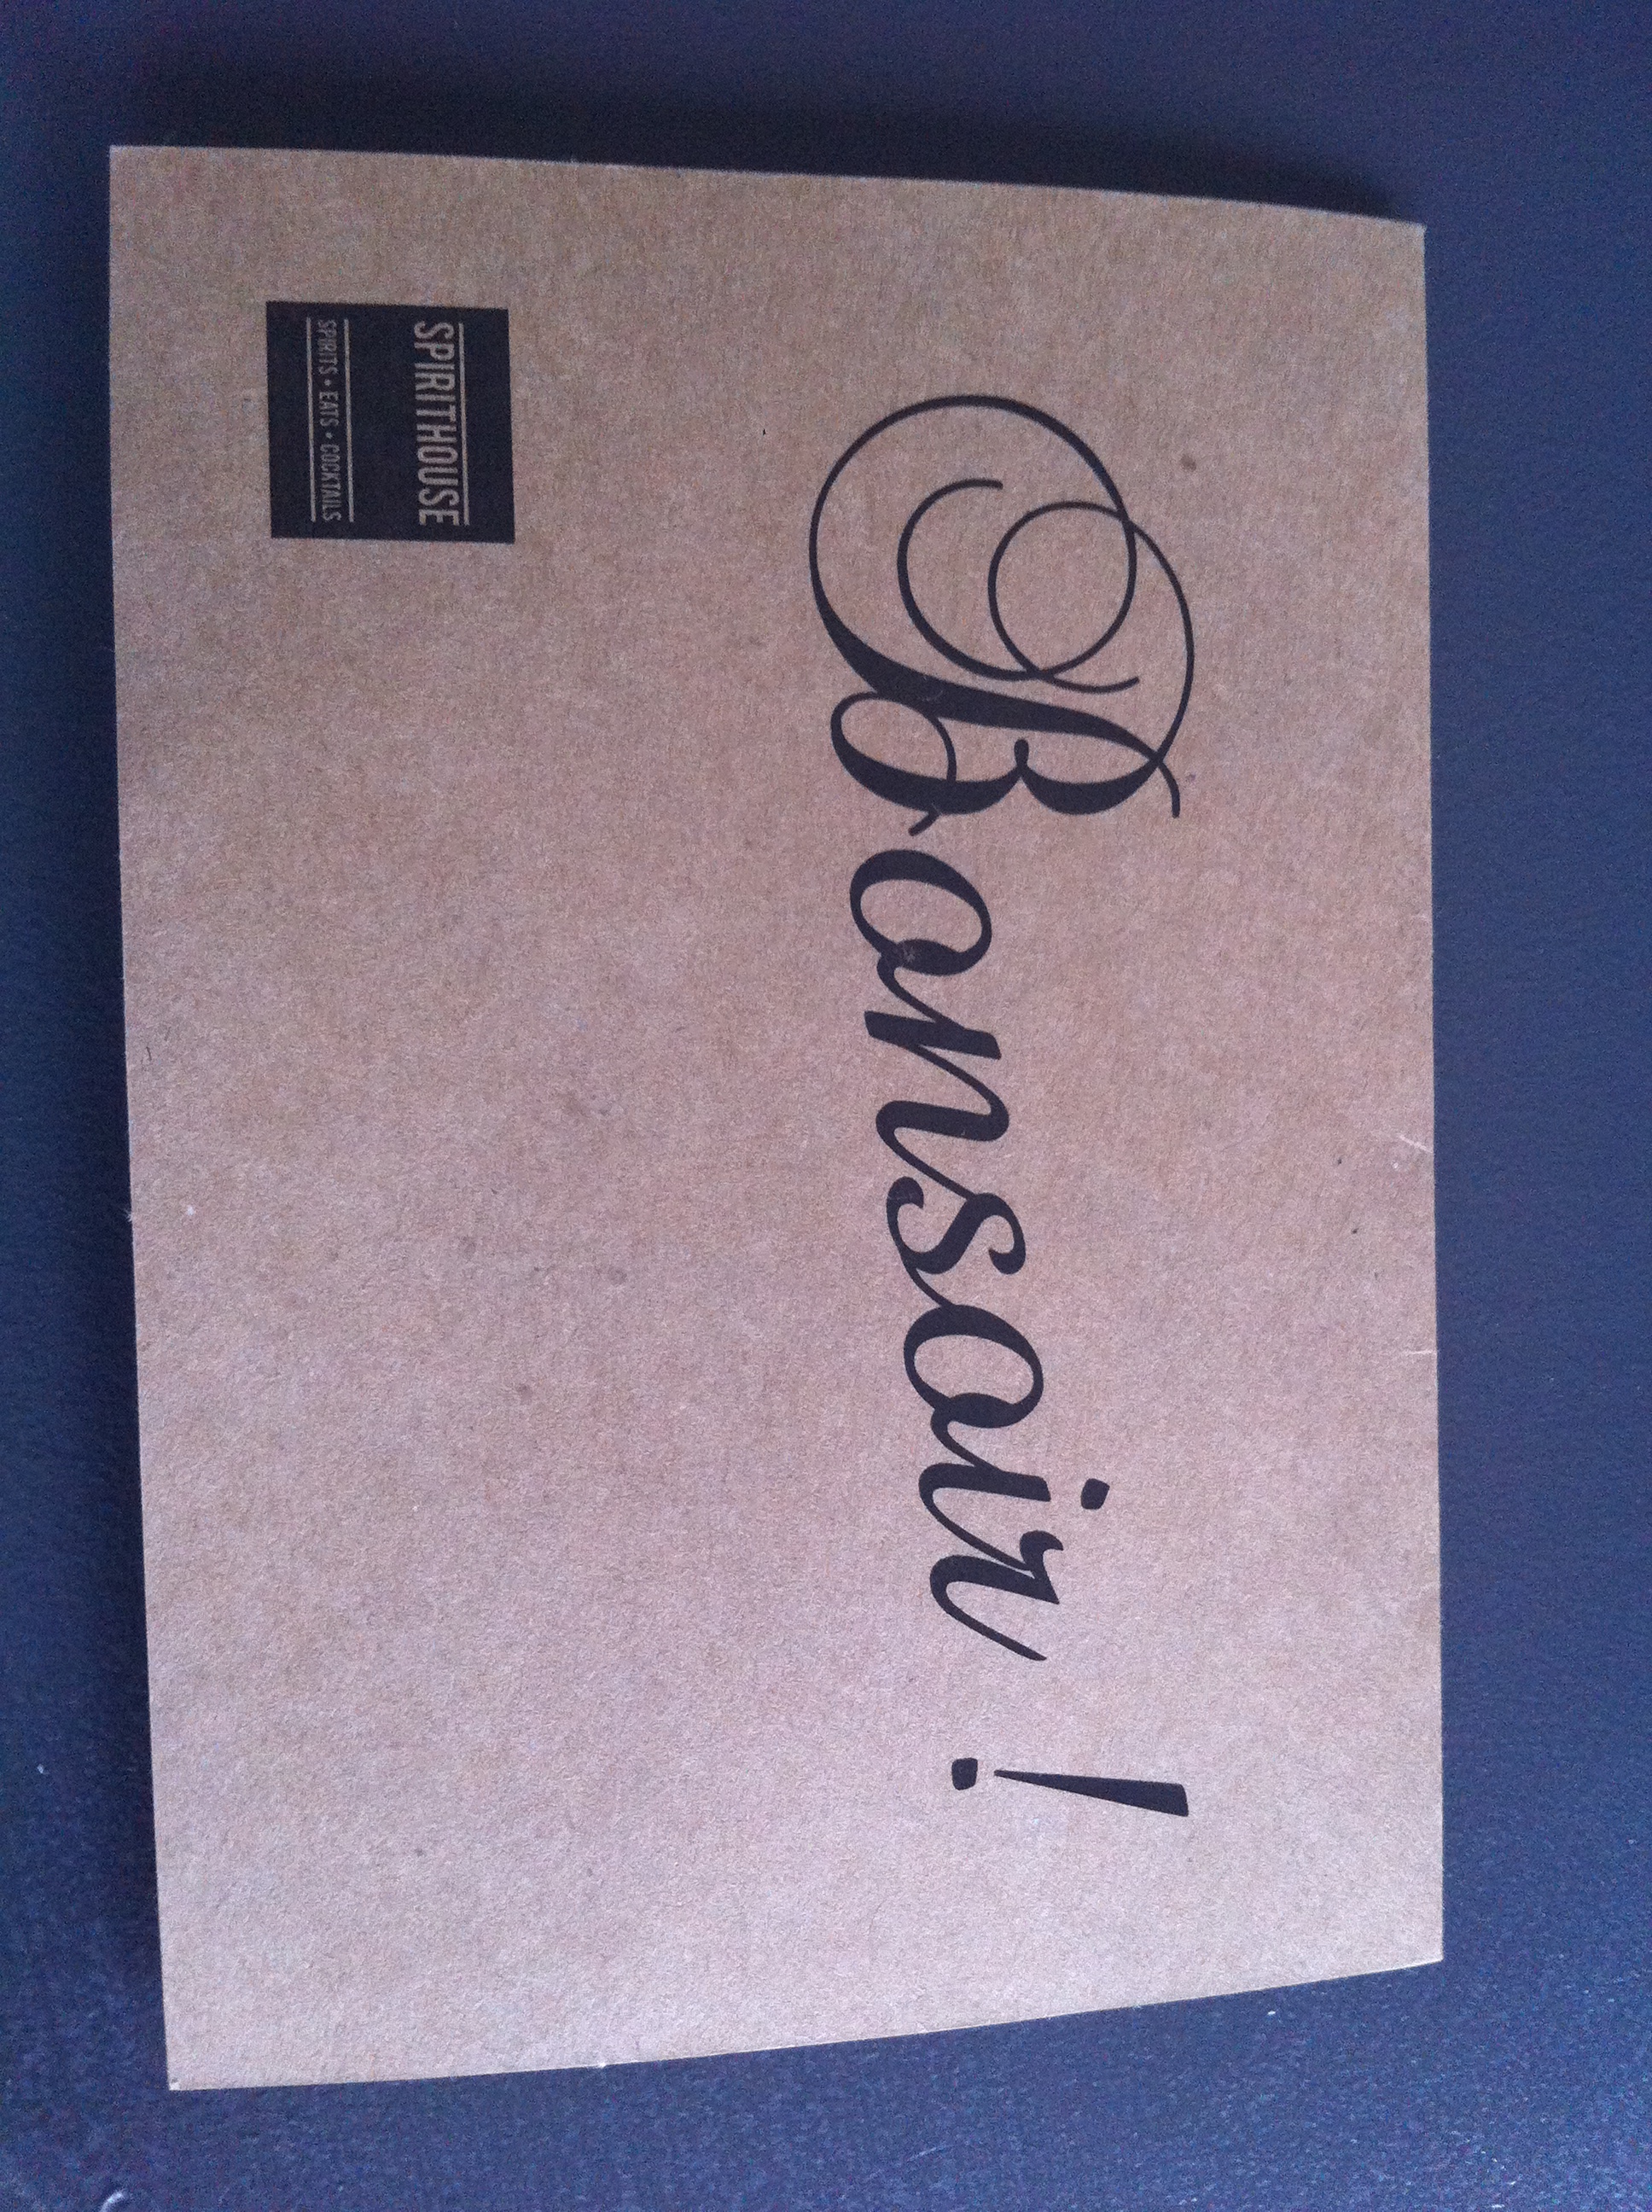 Bonsoir !
SPIRITHOUSE
SPIRITS • EATS • COCKTAILS